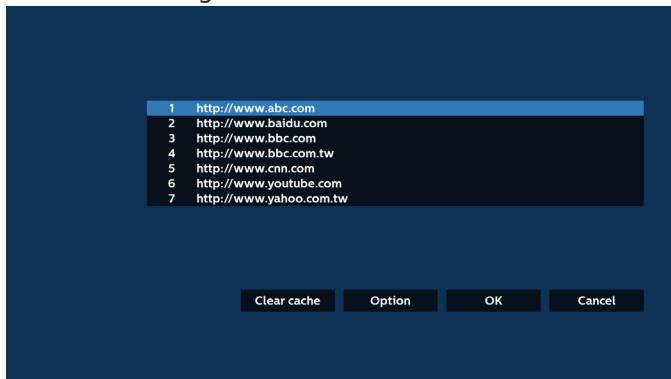 1 http://www.abc.com
2 http://www.baidu.com
3 http://www.bbc.com
4 http://www.bbc.com.tw
5 http://www.cnn.com
6 http://www.youtube.com
7 http://www.yahoo.com.tw
Clear cache Option OK Cancel